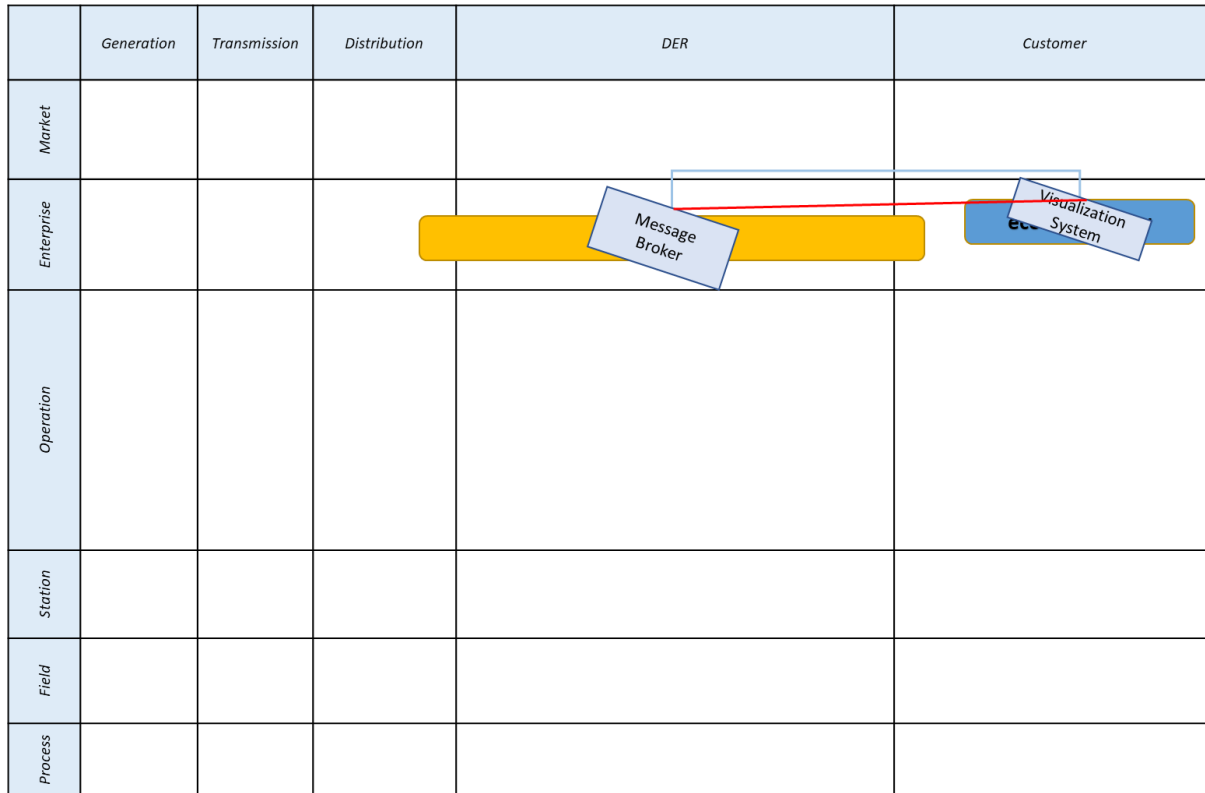 Generation Transmission Distribution DER Customer
Market
Enterprise
Message
Broker
Visualization
System
Operation
Station
Field
Process